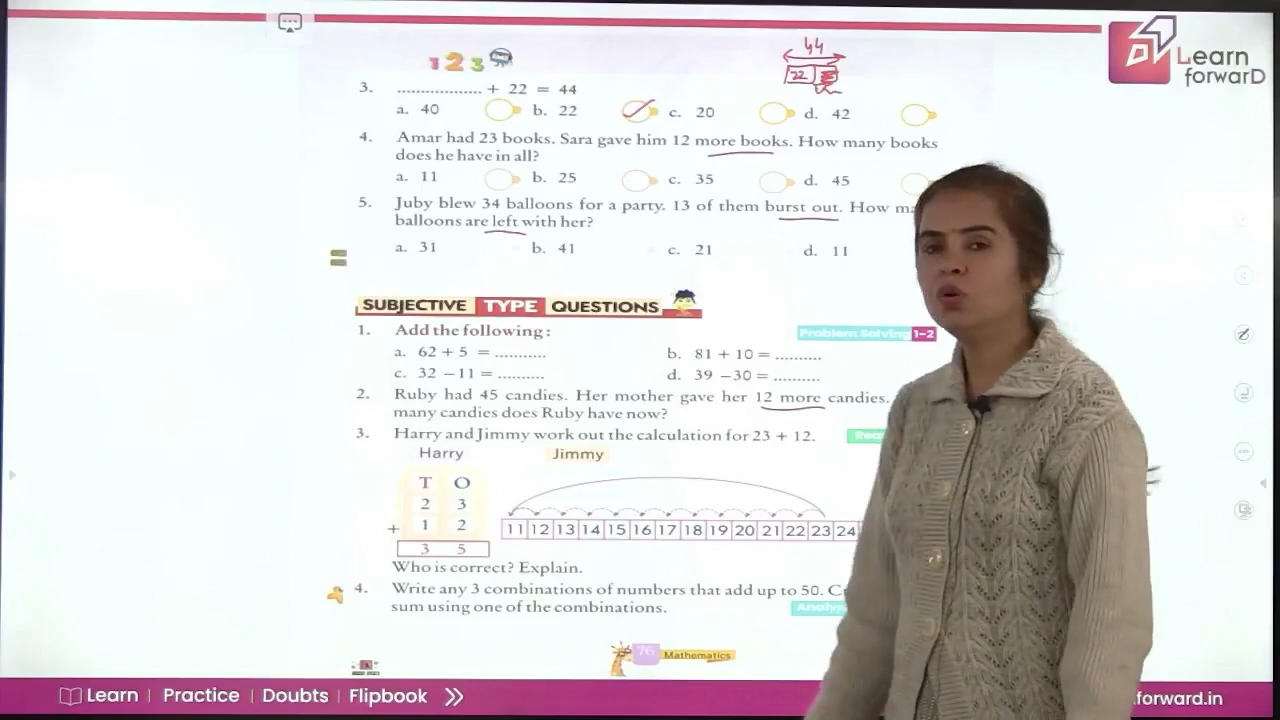 Learn
forwarD
1 2 3
44
22
3. ................. + 22 = 44
a. 40 b. 22 c. 20 d. 42
4. Amar had 23 books. Sara gave him 12 more books. How many books
does he have in all?
a. 11 b. 25 c. 35 d. 45
5. Juby blew 34 balloons for a party. 13 of them burst out. How
balloons are left with her?
a. 31 b. 41 c. 21 d. 11
SUBJECTIVE TYPE QUESTIONS
1. Add the following: Problem Solving 1-2
a. 62 + 5 = ........... b. 81 + 10 = ..........
c. 32 – 11 = .......... d. 39 – 30 = ..........
2. Ruby had 45 candies. Her mother gave her 12 more candies.
many candies does Ruby have now?
3. Harry and Jimmy work out the calculation for 23 + 12.
Harry Jimmy
T O
2 3
+ 1 2
3 5
11 12 13 14 15 16 17 18 19 20 21 22 23 24
Who is correct? Explain.
4. Write any 3 combinations of numbers that add up to 50.
sum using one of the combinations.
76 Mathematics
Learn | Practice | Doubts | Flipbook
forward.in